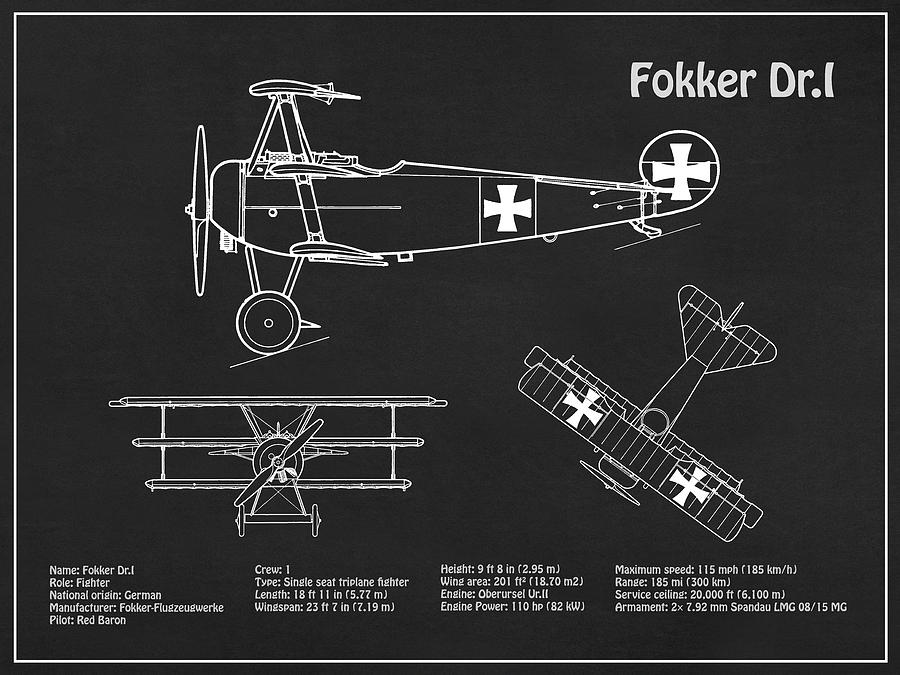 Fokker Dr.I
Name: Fokker Dr.I
Role: Fighter
National origin: German
Manufacturer: Fokker-Flugzeugwerke
Pilot: Red Baron
Crew: 1
Type: Single seat triplane fighter
Length: 18 ft 11 in (5.77 m)
Wingspan: 23 ft 7 in (7.19 m)
Height: 9 ft 8 in (2.95 m)
Wing area: 201 ft² (18.70 m2)
Engine: Oberursel Ur.II
Engine Power: 110 hp (82 kW)
Maximum speed: 115 mph (185 km/h)
Range: 185 mi (300 km)
Service ceiling: 20,000 ft (6,100 m)
Armament: 2× 7.92 mm Spandau LMG 08/15 MG